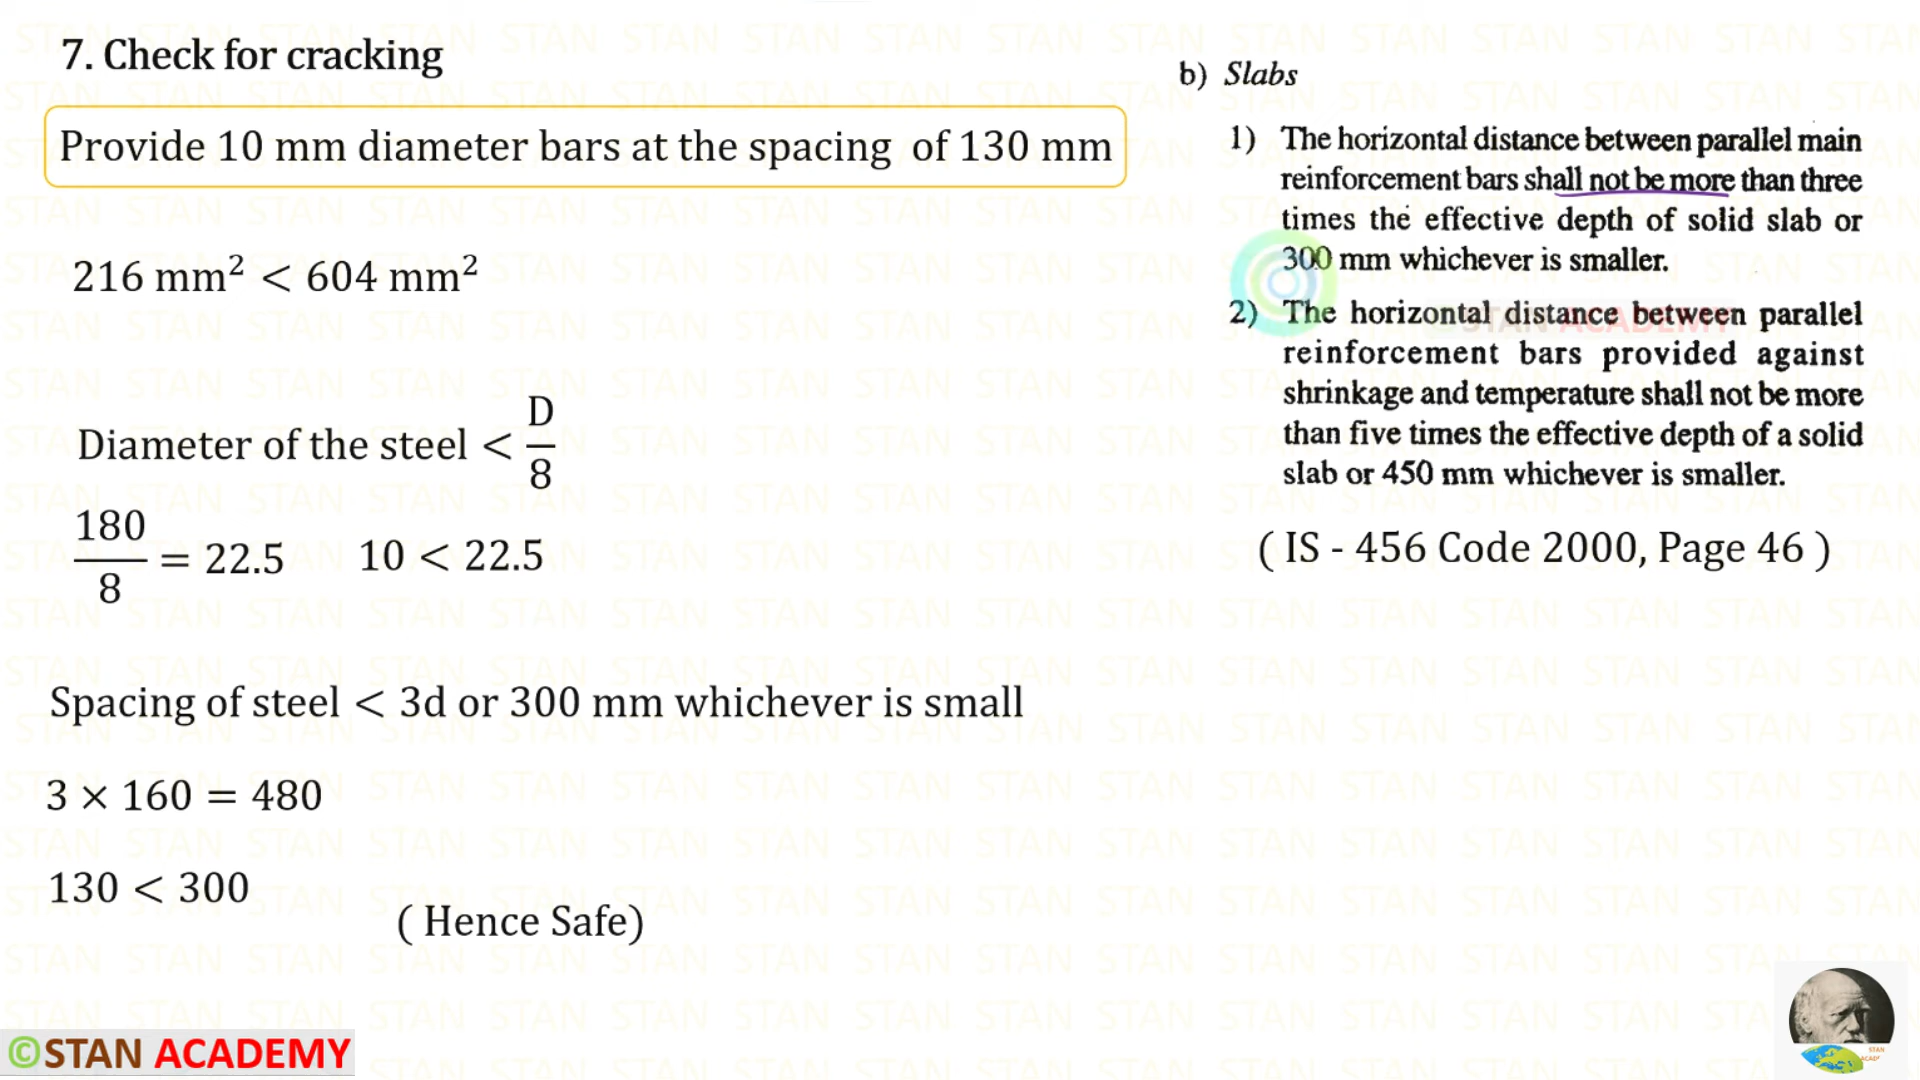 7. Check for cracking
Provide 10 mm diameter bars at the spacing of 130 mm
216 mm² < 604 mm²
Diameter of the steel < D/8
180/8 = 22.5 10 < 22.5
Spacing of steel < 3d or 300 mm whichever is small
3 × 160 = 480
130 < 300
( Hence Safe)
b) Slabs
1) The horizontal distance between parallel main
reinforcement bars shall not be more than three
times the effective depth of solid slab or
300 mm whichever is smaller.
2) The horizontal distance between parallel
reinforcement bars provided against
shrinkage and temperature shall not be more
than five times the effective depth of a solid
slab or 450 mm whichever is smaller.
( IS - 456 Code 2000, Page 46 )
©STAN ACADEMY